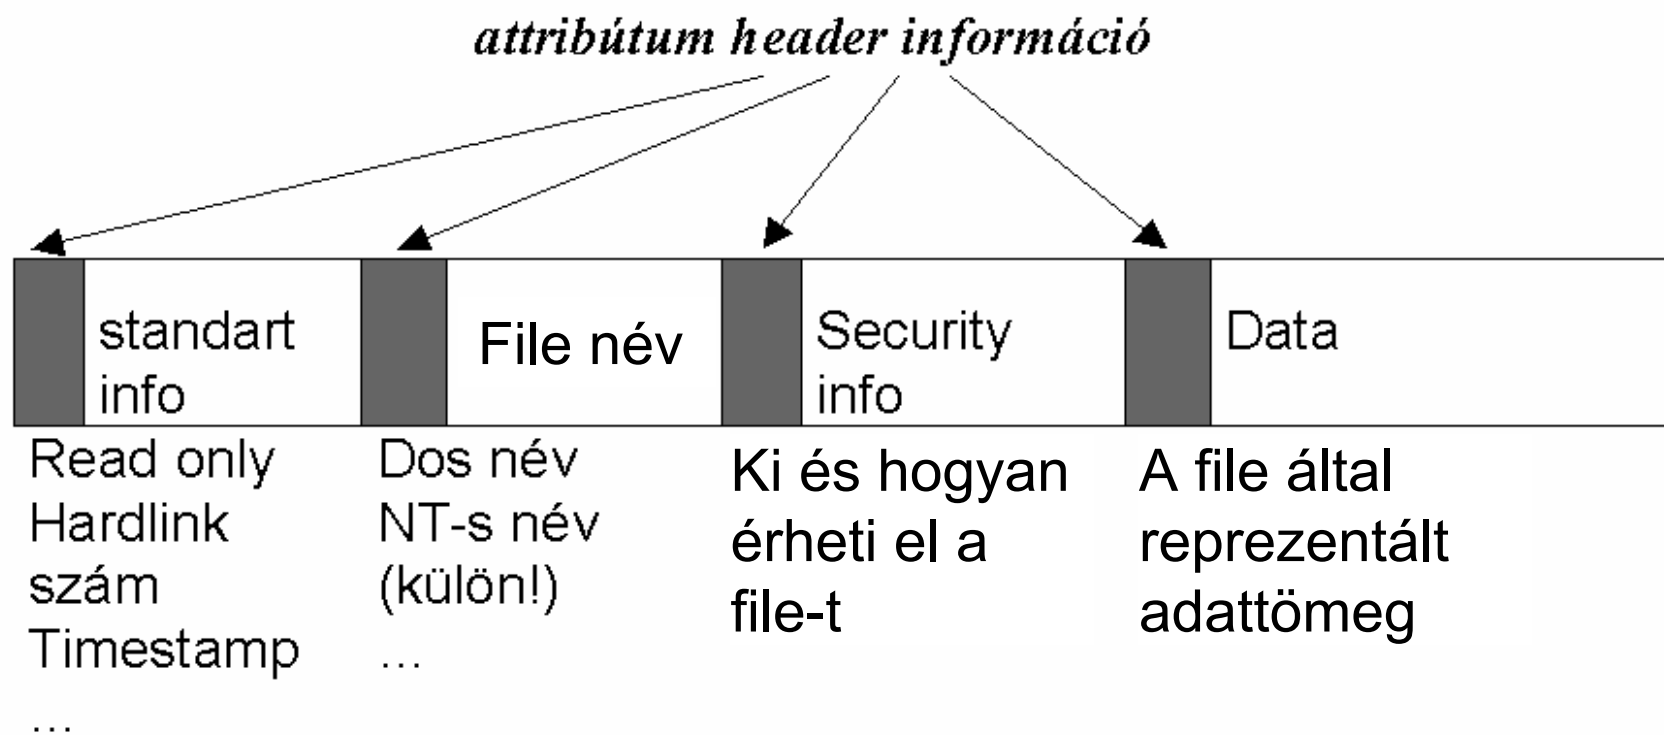 attribútum header információ
standart
info
File név
Security
info
Data
Read only
Hardlink
szám
Timestamp
...
Dos név
NT-s név
(külön!)
...
Ki és hogyan
érheti el a
file-t
A file által
reprezentált
adattömeg